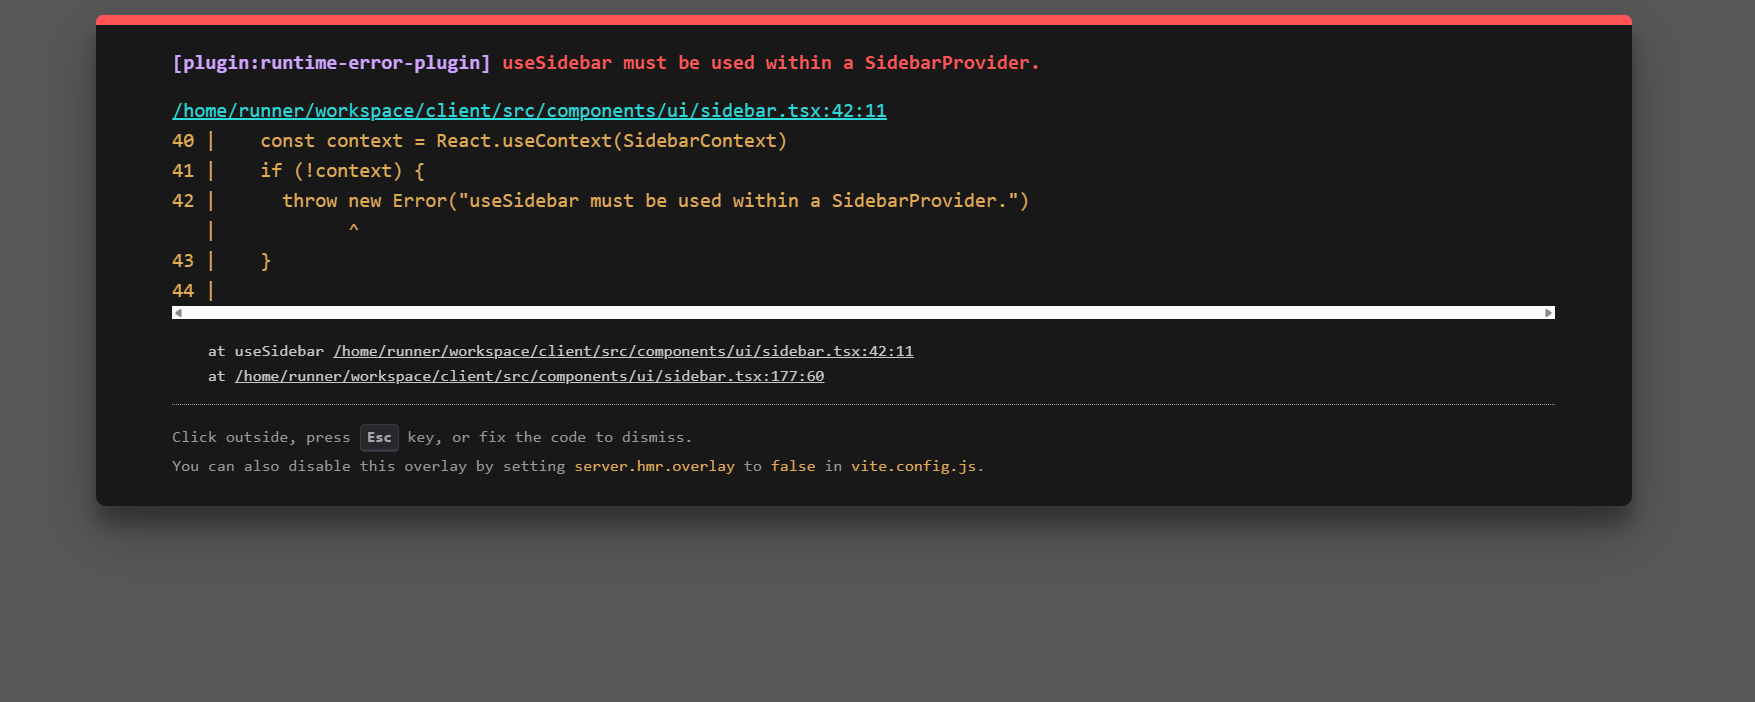 [plugin:runtime-error-plugin] useSidebar must be used within a SidebarProvider.
/home/runner/workspace/client/src/components/ui/sidebar.tsx:42:11
40 |    const context = React.useContext(SidebarContext)
41 |    if (!context) {
42 |      throw new Error("useSidebar must be used within a SidebarProvider.")
   |            ^
43 |    }
44 |
at useSidebar /home/runner/workspace/client/src/components/ui/sidebar.tsx:42:11
at /home/runner/workspace/client/src/components/ui/sidebar.tsx:177:60
Click outside, press Esc key, or fix the code to dismiss.
You can also disable this overlay by setting server.hmr.overlay to false in vite.config.js.